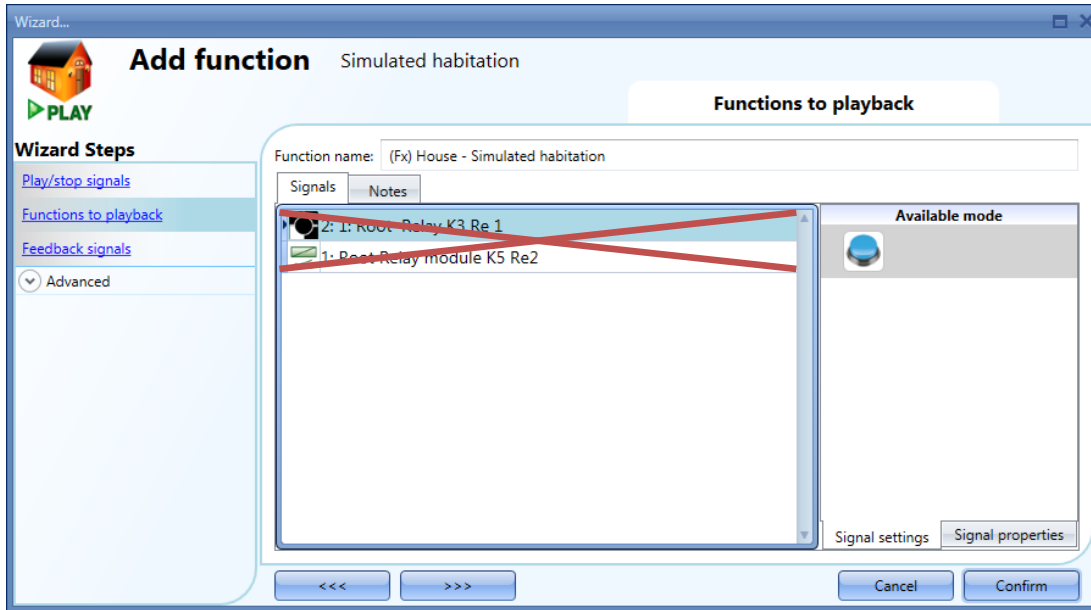 Wizard...
Add function Simulated habitation
PLAY
Functions to playback
Wizard Steps
Play/stop signals
Functions to playback
Feedback signals
Advanced
Function name: (Fx) House - Simulated habitation
Signals Notes
2: 1: Root Relay K3 Re 1
1: Root Relay module K5 Re2
Available mode
Signal settings Signal properties
<<< >>> Cancel Confirm